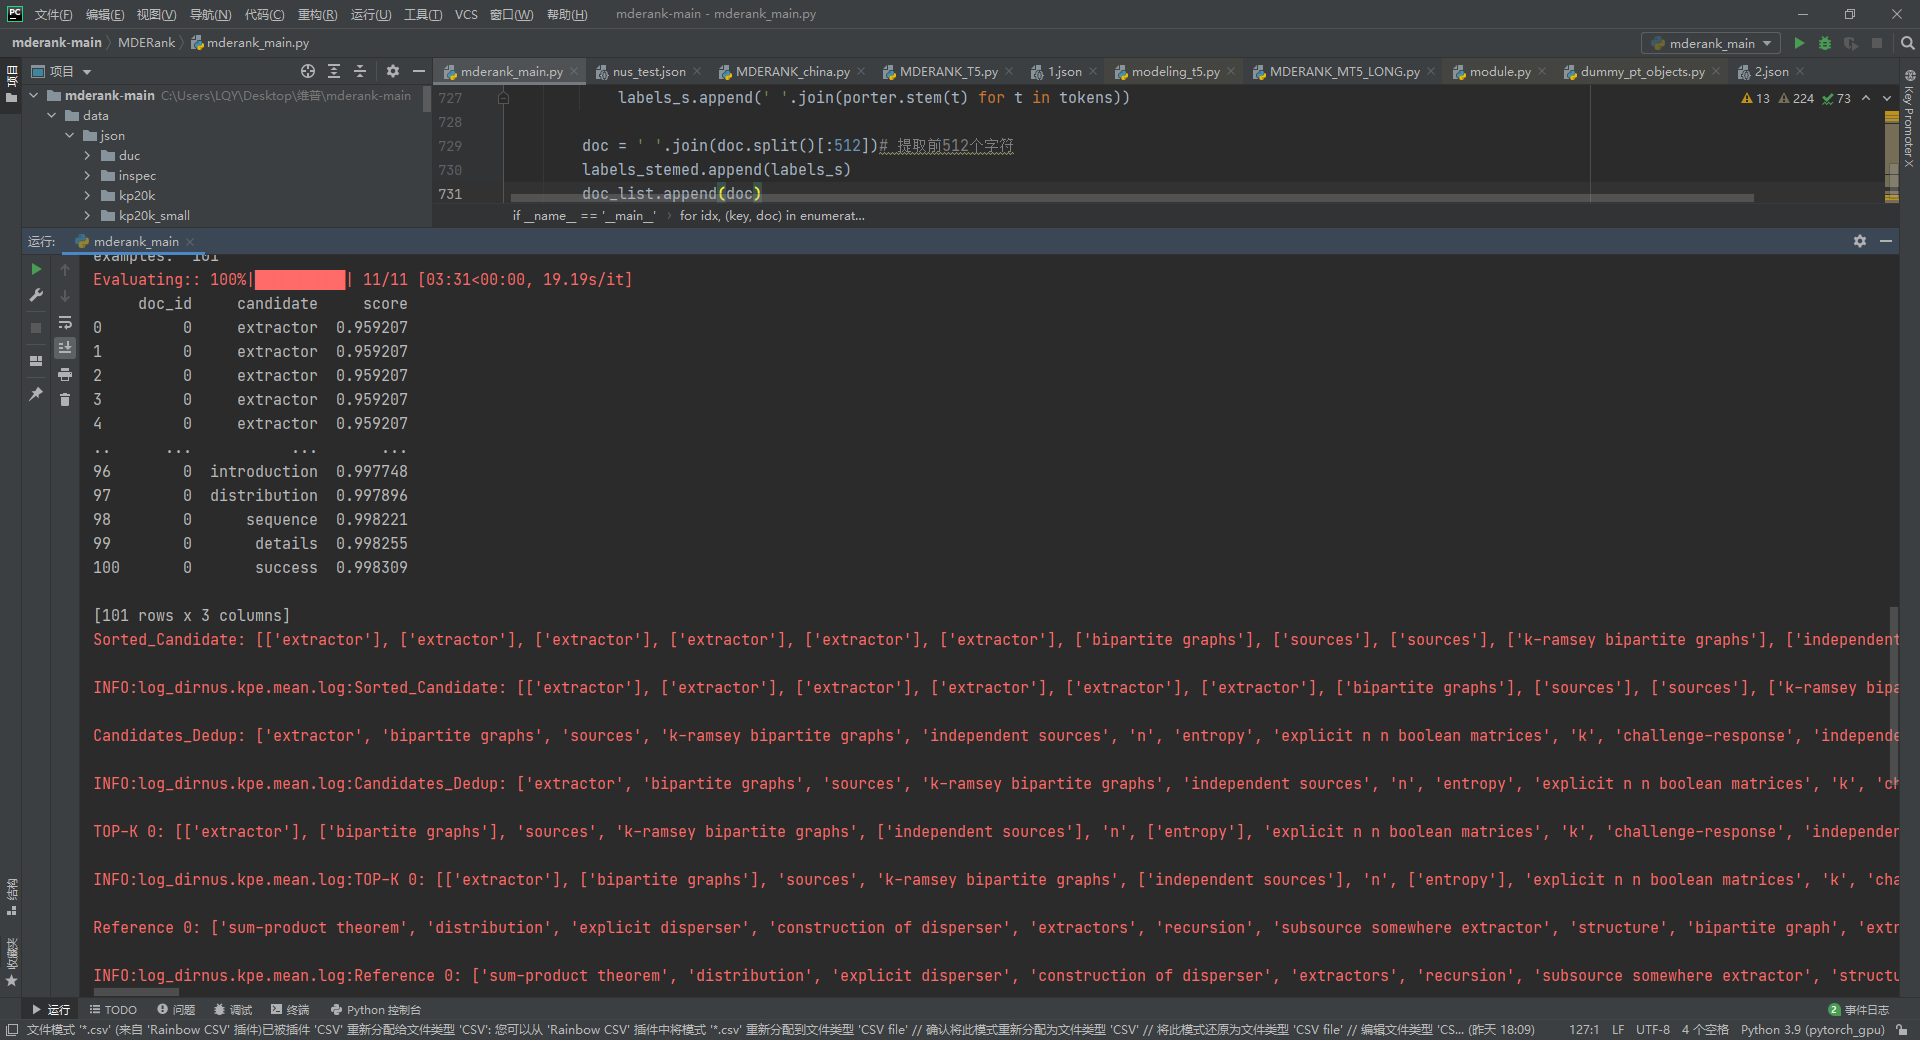 PC 文件(F) 编辑(E) 视图(V) 导航(N) 代码(C) 重构(R) 运行(U) 工具(T) VCS 窗口(W) 帮助(H) mderank-main - mderank_main.py
mderank-main MDERank mderank_main.py mderank_main
项目 mderank_main.py nus_test.json MDERANK_china.py MDERANK_T5.py 1.json modeling_t5.py MDERANK_MT5_LONG.py module.py dummy_pt_objects.py 2.json
项目
mderank-main C:\Users\LQY\Desktop\维普\mderank-main
data
json
duc
inspec
kp20k
kp20k_small
727 labels_s.append(' '.join(porter.stem(t) for t in tokens))
728
729 doc = ' '.join(doc.split()[:512])# 提取前512个字符
730 labels_stemed.append(labels_s)
731 doc_list.append(doc)
13 224 73
Key Promoter X
if __name__ == '__main__' for idx, (key, doc) in enumerat...
运行: mderank_main
examples: 101
Evaluating:: 100%|██████████| 11/11 [03:31<00:00, 19.19s/it]
doc_id candidate score
0 0 extractor 0.959207
1 0 extractor 0.959207
2 0 extractor 0.959207
3 0 extractor 0.959207
4 0 extractor 0.959207
.. ... ... ...
96 0 introduction 0.997748
97 0 distribution 0.997896
98 0 sequence 0.998221
99 0 details 0.998255
100 0 success 0.998309
[101 rows x 3 columns]
Sorted_Candidate: [['extractor'], ['extractor'], ['extractor'], ['extractor'], ['extractor'], ['extractor'], ['bipartite graphs'], ['sources'], ['sources'], ['k-ramsey bipartite graphs'], ['independent
INFO:log_dirnus.kpe.mean.log:Sorted_Candidate: [['extractor'], ['extractor'], ['extractor'], ['extractor'], ['extractor'], ['extractor'], ['bipartite graphs'], ['sources'], ['sources'], ['k-ramsey bipa
Candidates_Dedup: ['extractor', 'bipartite graphs', 'sources', 'k-ramsey bipartite graphs', 'independent sources', 'n', 'entropy', 'explicit n n boolean matrices', 'k', 'challenge-response', 'independe
INFO:log_dirnus.kpe.mean.log:Candidates_Dedup: ['extractor', 'bipartite graphs', 'sources', 'k-ramsey bipartite graphs', 'independent sources', 'n', 'entropy', 'explicit n n boolean matrices', 'k', 'ch
TOP-K 0: [['extractor'], ['bipartite graphs'], 'sources', 'k-ramsey bipartite graphs', ['independent sources'], 'n', ['entropy'], 'explicit n n boolean matrices', 'k', 'challenge-response', 'independen
INFO:log_dirnus.kpe.mean.log:TOP-K 0: [['extractor'], ['bipartite graphs'], 'sources', 'k-ramsey bipartite graphs', ['independent sources'], 'n', ['entropy'], 'explicit n n boolean matrices', 'k', 'cha
Reference 0: ['sum-product theorem', 'distribution', 'explicit disperser', 'construction of disperser', 'extractors', 'recursion', 'subsource somewhere extractor', 'structure', 'bipartite graph', 'extr
INFO:log_dirnus.kpe.mean.log:Reference 0: ['sum-product theorem', 'distribution', 'explicit disperser', 'construction of disperser', 'extractors', 'recursion', 'subsource somewhere extractor', 'structu
结构
收藏夹
运行 TODO 问题 调试 终端 Python 控制台 2 事件日志
文件模式 '*.csv' (来自 'Rainbow CSV' 插件)已被插件 'CSV' 重新分配给文件类型 'CSV': 您可以从 'Rainbow CSV' 插件中将模式 '*.csv' 重新分配到文件类型 'CSV file' // 确认将此模式重新分配为文件类型 'CSV' // 将此模式还原为文件类型 'CSV file' // 编辑文件类型 'CS... (昨天 18:09) 127:1 LF UTF-8 4 个空格 Python 3.9 (pytorch_gpu)